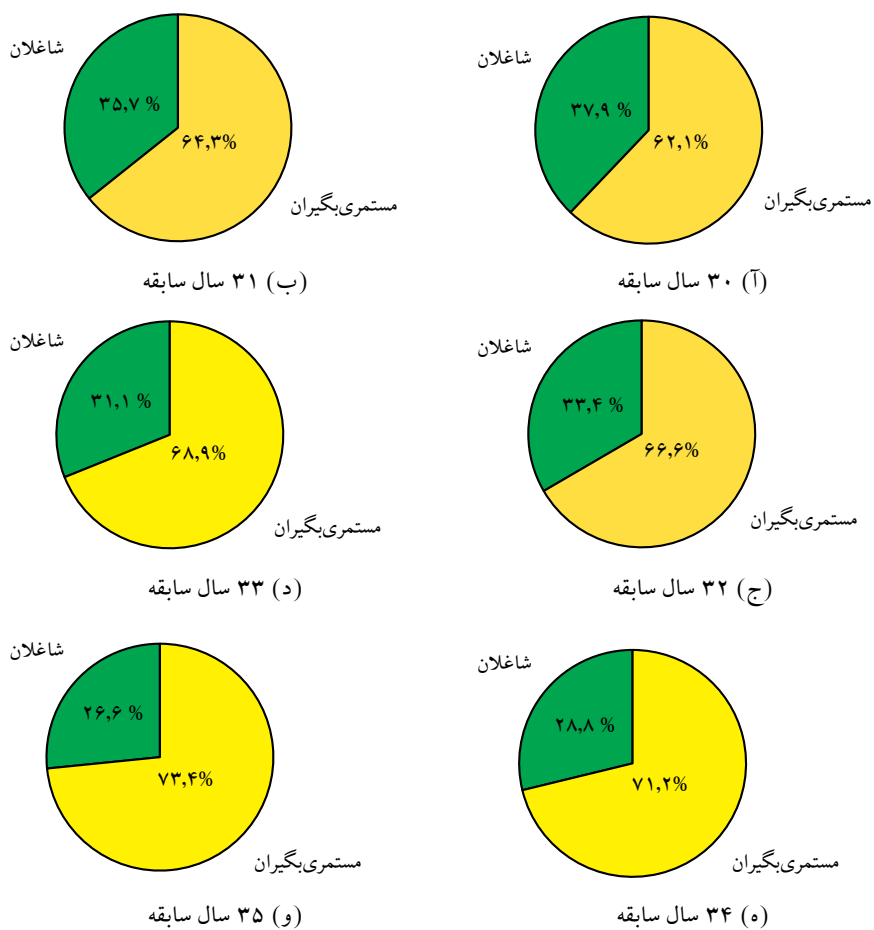 شاغلان
۳۷٫۹ %
۶۲٫۱%
مستمری‌بگیران
(آ) ۳۰ سال سابقه
شاغلان
۳۵٫۷ %
۶۴٫۳%
مستمری‌بگیران
(ب) ۳۱ سال سابقه
شاغلان
۳۳٫۴ %
۶۶٫۶%
مستمری‌بگیران
(ج) ۳۲ سال سابقه
شاغلان
۳۱٫۱ %
۶۸٫۹%
مستمری‌بگیران
(د) ۳۳ سال سابقه
شاغلان
۲۸٫۸ %
۷۱٫۲%
مستمری‌بگیران
(ه) ۳۴ سال سابقه
شاغلان
۲۶٫۶ %
۷۳٫۴%
مستمری‌بگیران
(و) ۳۵ سال سابقه